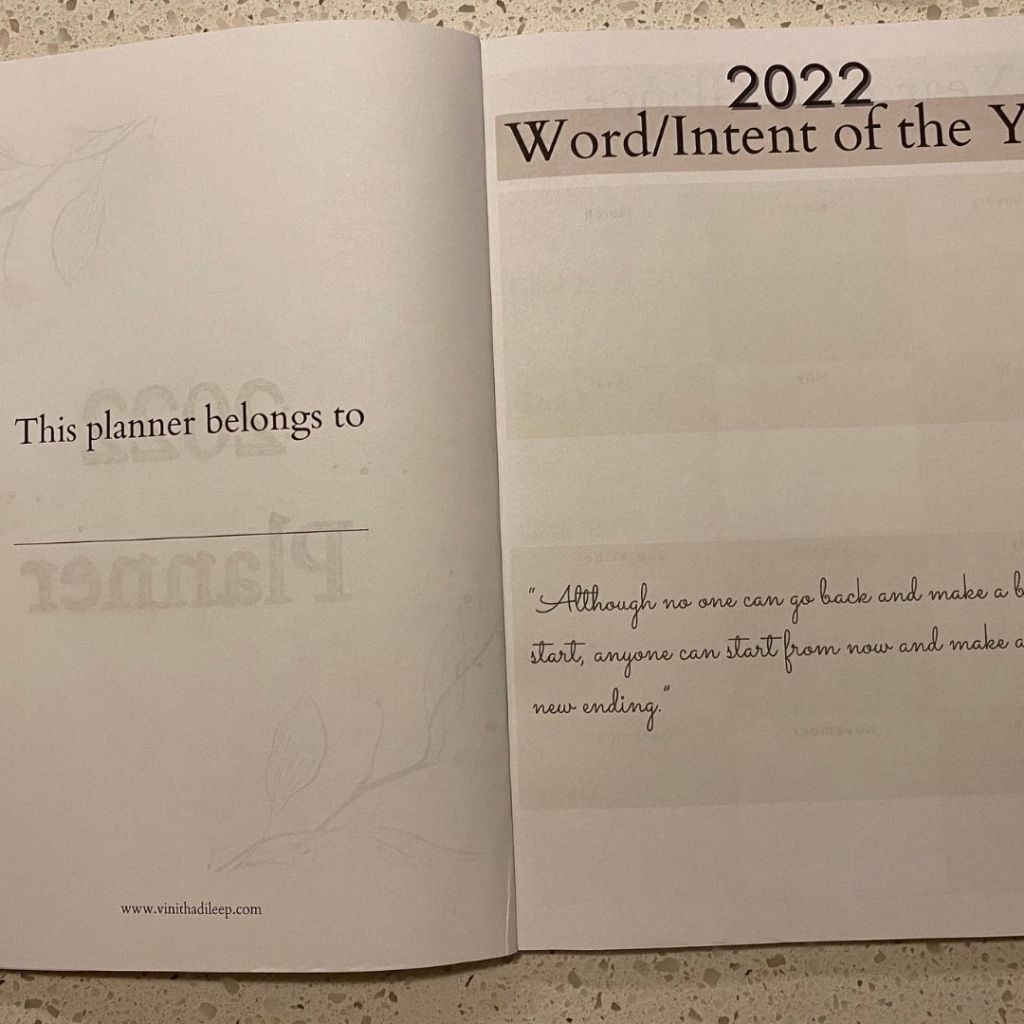 This planner belongs to
www.vinithadileep.com
2022
Word/Intent of the Y
"Although no one can go back and make a b
start, anyone can start from now and make a
new ending."